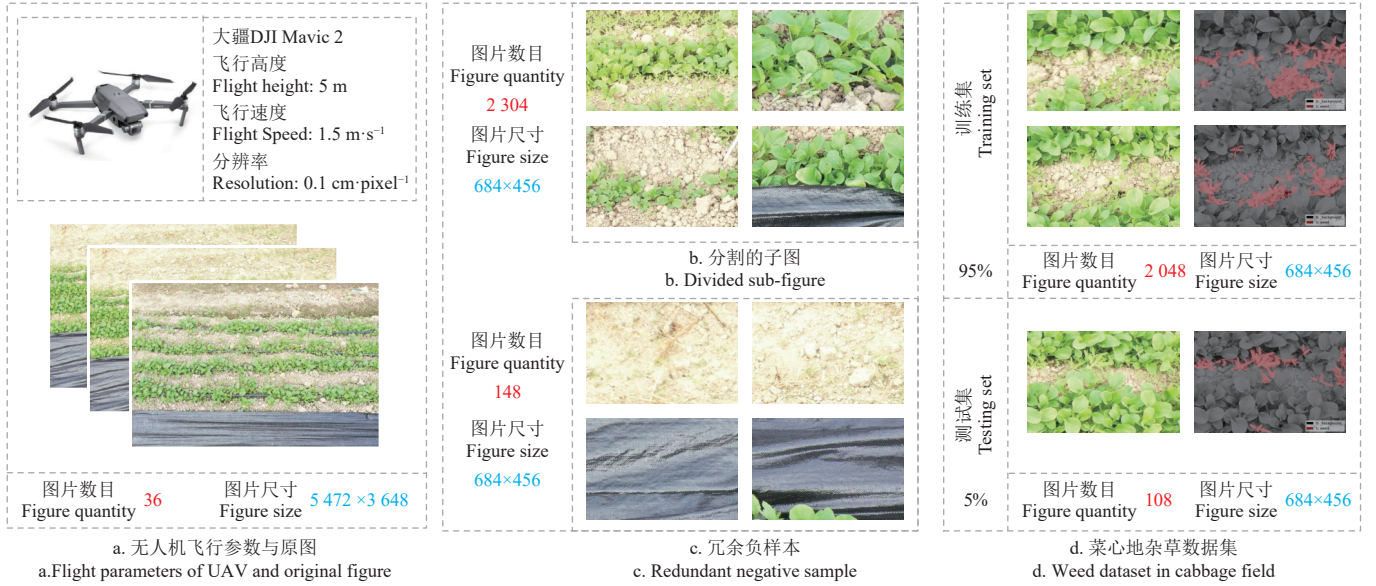 大疆DJI Mavic 2
飞行高度
Flight height: 5 m
飞行速度
Flight Speed: 1.5 m·s⁻¹
分辨率
Resolution: 0.1 cm·pixel⁻¹
图片数目
Figure quantity
36
图片尺寸
Figure size
5 472 ×3 648
a. 无人机飞行参数与原图
a.Flight parameters of UAV and original figure
图片数目
Figure quantity
2 304
图片尺寸
Figure size
684×456
b. 分割的子图
b. Divided sub-figure
图片数目
Figure quantity
148
图片尺寸
Figure size
684×456
c. 冗余负样本
c. Redundant negative sample
训练集
Training set
95%
图片数目
Figure quantity
2 048
图片尺寸
Figure size
684×456
测试集
Testing set
5%
图片数目
Figure quantity
108
图片尺寸
Figure size
684×456
d. 菜心地杂草数据集
d. Weed dataset in cabbage field